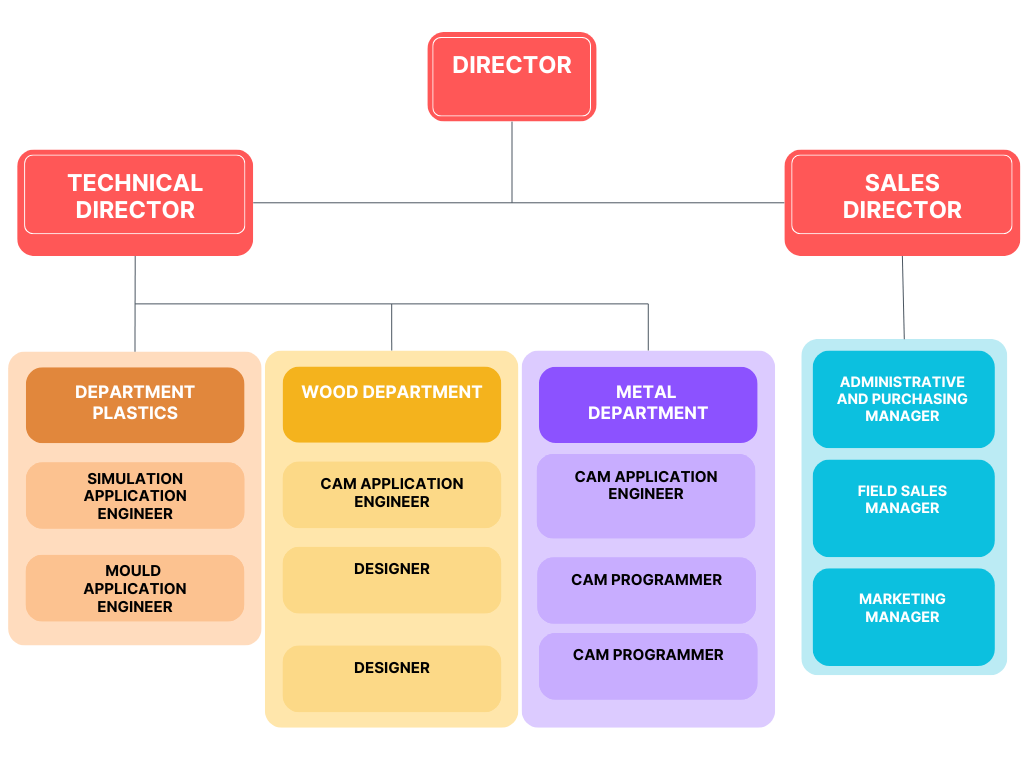 DIRECTOR
TECHNICAL
DIRECTOR
SALES
DIRECTOR
DEPARTMENT
PLASTICS
SIMULATION
APPLICATION
ENGINEER
MOULD
APPLICATION
ENGINEER
WOOD DEPARTMENT
CAM APPLICATION
ENGINEER
DESIGNER
DESIGNER
METAL
DEPARTMENT
CAM APPLICATION
ENGINEER
CAM PROGRAMMER
CAM PROGRAMMER
ADMINISTRATIVE
AND PURCHASING
MANAGER
FIELD SALES
MANAGER
MARKETING
MANAGER